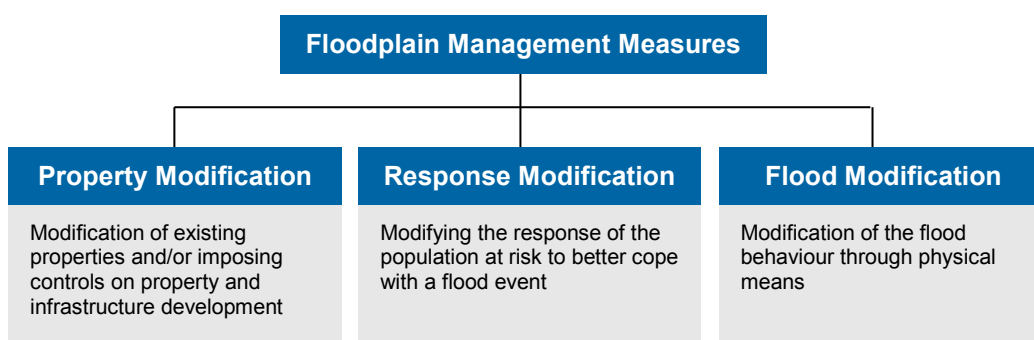 Floodplain Management Measures
Property Modification
Modification of existing
properties and/or imposing
controls on property and
infrastructure development
Response Modification
Modifying the response of the
population at risk to better cope
with a flood event
Flood Modification
Modification of the flood
behaviour through physical
means